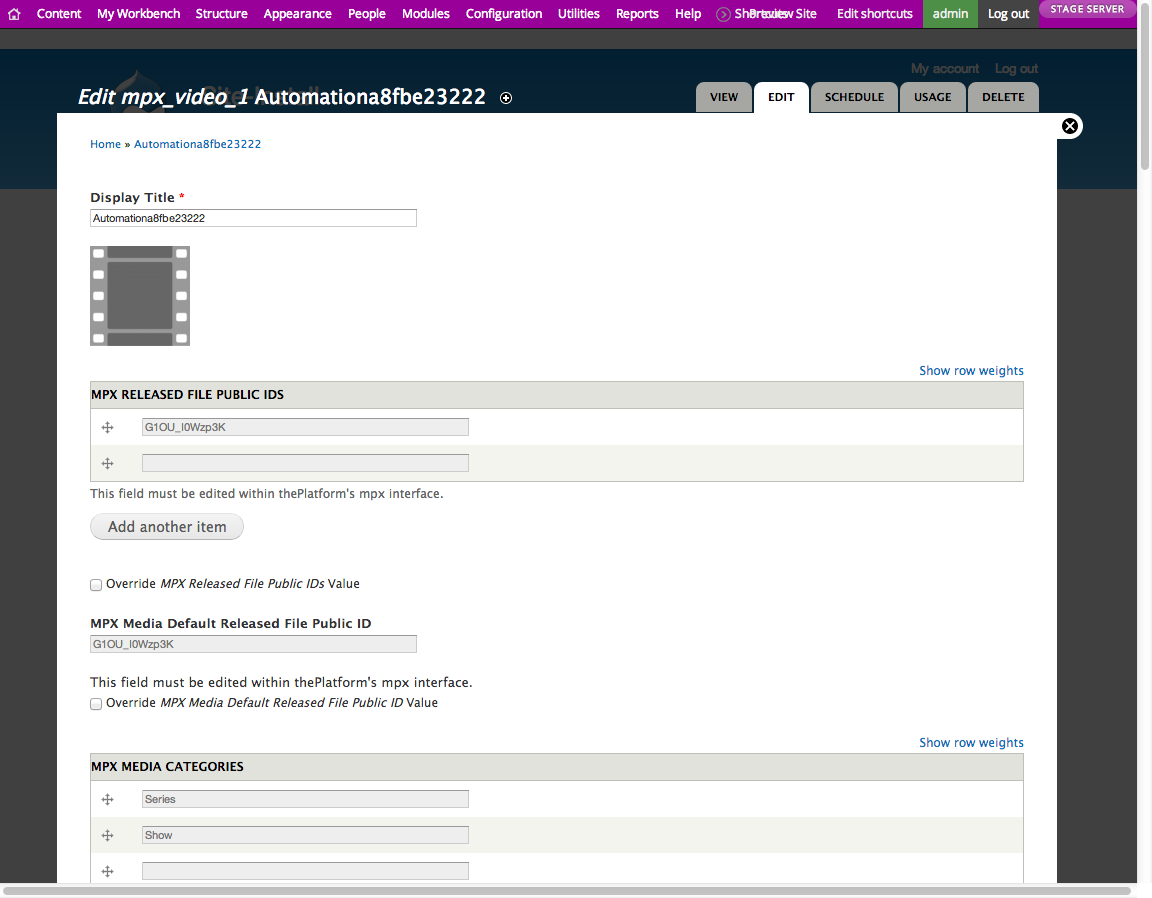 Content My Workbench Structure Appearance People Modules Configuration Utilities Reports Help Edit shortcuts admin Log out STAGE SERVER
My account Log out
Edit mpx_video_1 Automationa8fbe23222 VIEW EDIT SCHEDULE USAGE DELETE
Home » Automationa8fbe23222
Display Title *
Automationa8fbe23222
Show row weights
MPX RELEASED FILE PUBLIC IDS
G1OU_l0Wzp3K
This field must be edited within thePlatform's mpx interface.
Add another item
Override MPX Released File Public IDs Value
MPX Media Default Released File Public ID
G1OU_l0Wzp3K
This field must be edited within thePlatform's mpx interface.
Override MPX Media Default Released File Public ID Value
Show row weights
MPX MEDIA CATEGORIES
Series
Show